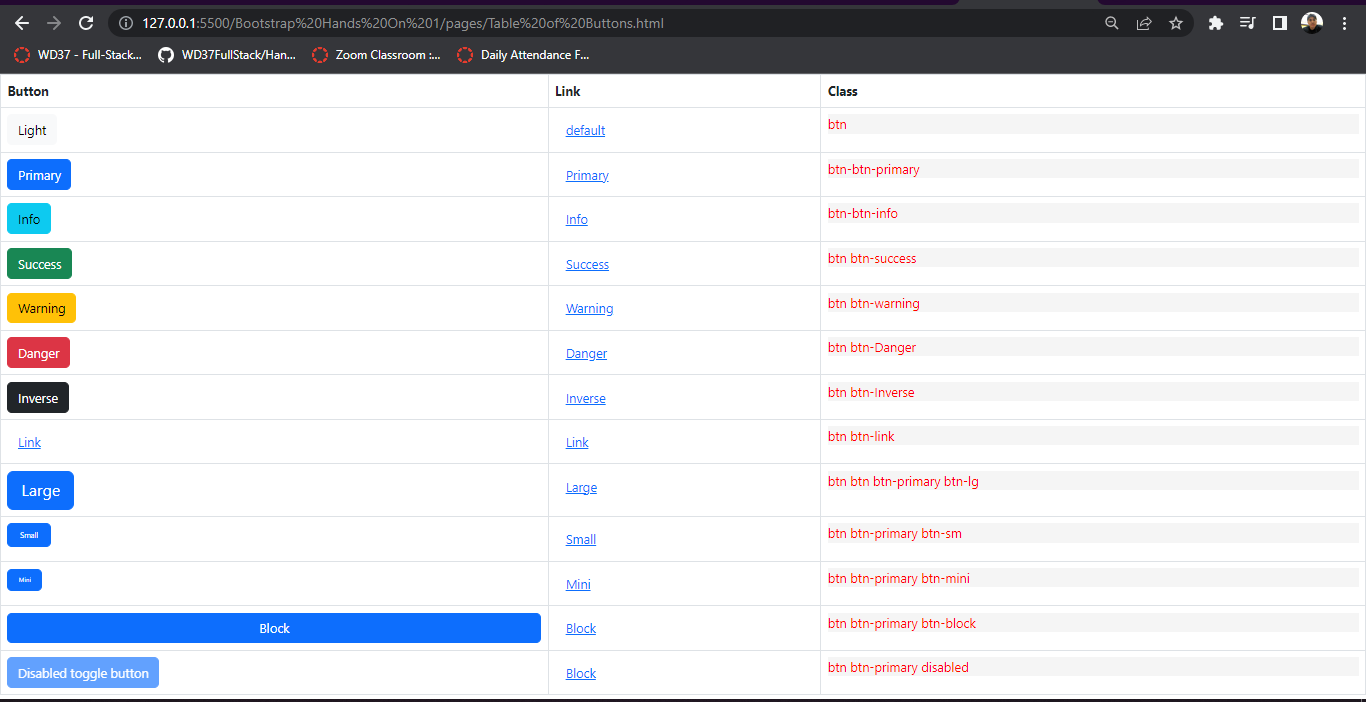 127.0.0.1:5500/Bootstrap%20Hands%20On%201/pages/Table%20of%20Buttons.html
WD37 - Full-Stack... WD37FullStack/Han... Zoom Classroom :... Daily Attendance F...
Button Link Class
Light default btn
Primary Primary btn-btn-primary
Info Info btn-btn-info
Success Success btn btn-success
Warning Warning btn btn-warning
Danger Danger btn btn-Danger
Inverse Inverse btn btn-Inverse
Link Link btn btn-link
Large Large btn btn btn-primary btn-lg
Small Small btn btn-primary btn-sm
Mini Mini btn btn-primary btn-mini
Block Block btn btn-primary btn-block
Disabled toggle button Block btn btn-primary disabled